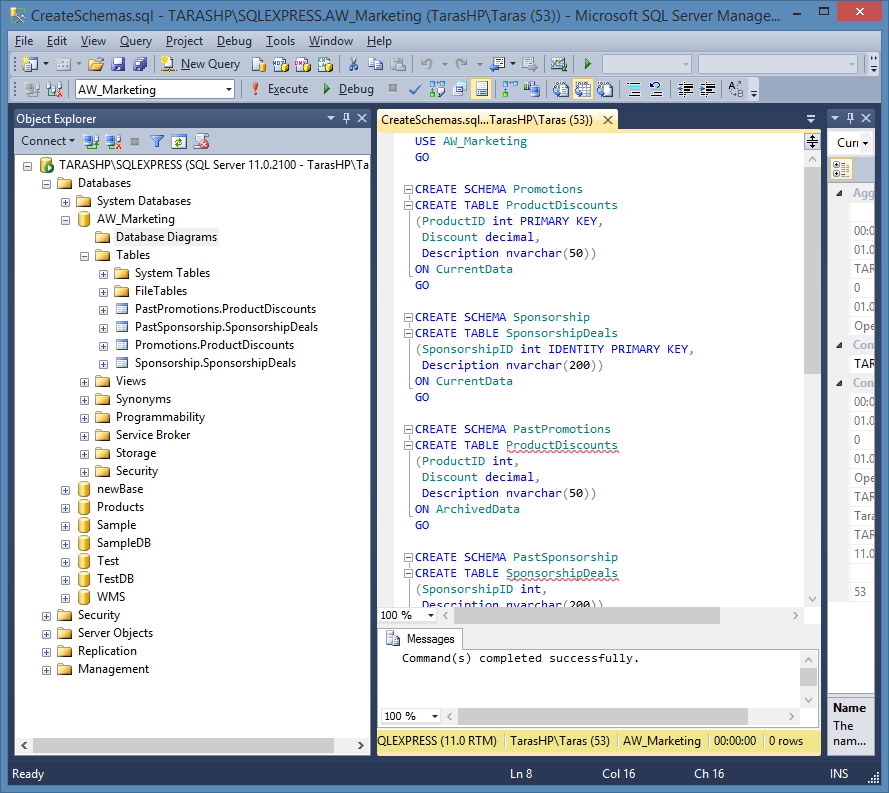 CreateSchemas.sql - TARASHP\SQLEXPRESS.AW_Marketing (TarasHP\Taras (53)) - Microsoft SQL Server Manage...
File Edit View Query Project Debug Tools Window Help
New Query
AW_Marketing Execute Debug
Object Explorer
Connect
TARASHP\SQLEXPRESS (SQL Server 11.0.2100 - TarasHP\Ta
Databases
System Databases
AW_Marketing
Database Diagrams
Tables
System Tables
FileTables
PastPromotions.ProductDiscounts
PastSponsorship.SponsorshipDeals
Promotions.ProductDiscounts
Sponsorship.SponsorshipDeals
Views
Synonyms
Programmability
Service Broker
Storage
Security
newBase
Products
Sample
SampleDB
Test
TestDB
WMS
Security
Server Objects
Replication
Management
CreateSchemas.sql...TarasHP\Taras (53))
USE AW_Marketing
GO
CREATE SCHEMA Promotions
CREATE TABLE ProductDiscounts
(ProductID int PRIMARY KEY,
Discount decimal,
Description nvarchar(50))
ON CurrentData
GO
CREATE SCHEMA Sponsorship
CREATE TABLE SponsorshipDeals
(SponsorshipID int IDENTITY PRIMARY KEY,
Description nvarchar(200))
ON CurrentData
GO
CREATE SCHEMA PastPromotions
CREATE TABLE ProductDiscounts
(ProductID int,
Discount decimal,
Description nvarchar(50))
ON ArchivedData
GO
CREATE SCHEMA PastSponsorship
CREATE TABLE SponsorshipDeals
(SponsorshipID int,
Description nvarchar(200))
100 %
Messages
Command(s) completed successfully.
100 %
QLEXPRESS (11.0 RTM) TarasHP\Taras (53) AW_Marketing 00:00:00 0 rows
Curr
Agg
00:0
01.0
TAR
0
01.0
Ope
Con
TAR
Con
00:0
01.0
0
01.0
Ope
TAR
Tara
TAR
11.0
53
Name
The
nam...
Ready Ln 8 Col 16 Ch 16 INS